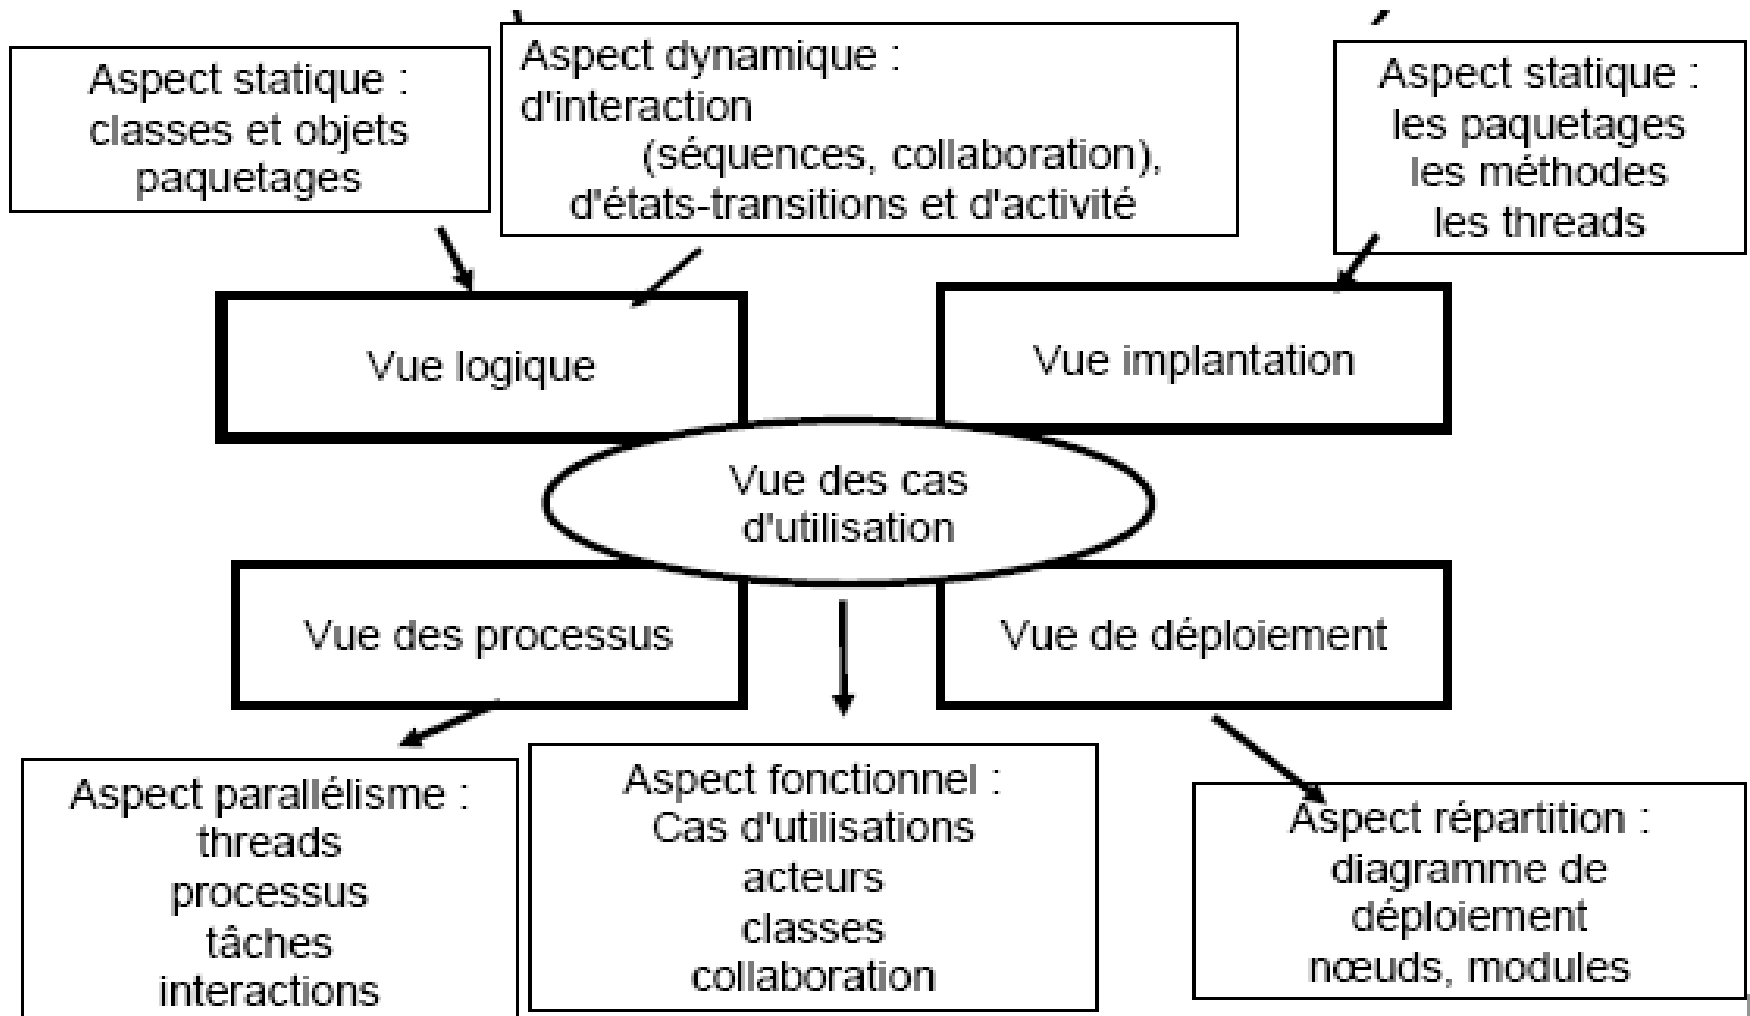 Aspect statique :
classes et objets
paquetages
Aspect dynamique :
d'interaction
(séquences, collaboration),
d'états-transitions et d'activité
Aspect statique :
les paquetages
les méthodes
les threads
Vue logique
Vue implantation
Vue des cas
d'utilisation
Vue des processus
Vue de déploiement
Aspect parallélisme :
threads
processus
tâches
interactions
Aspect fonctionnel :
Cas d'utilisations
acteurs
classes
collaboration
Aspect répartition :
diagramme de
déploiement
nœuds, modules